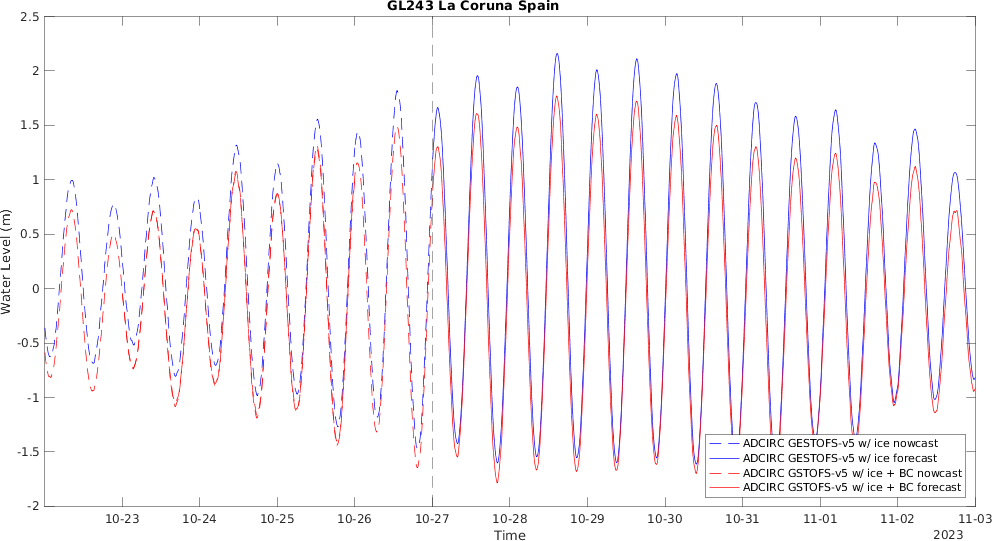 GL243 La Coruna Spain
2.5
2
1.5
1
0.5
0
-0.5
-1
-1.5
-2
Water Level (m)
10-23 10-24 10-25 10-26 10-27 10-28 10-29 10-30 10-31 11-01 11-02 11-03
Time
2023
ADCIRC GESTOFS-v5 w/ ice nowcast
ADCIRC GESTOFS-v5 w/ ice forecast
ADCIRC GSTOFS-v5 w/ ice + BC nowcast
ADCIRC GSTOFS-v5 w/ ice + BC forecast